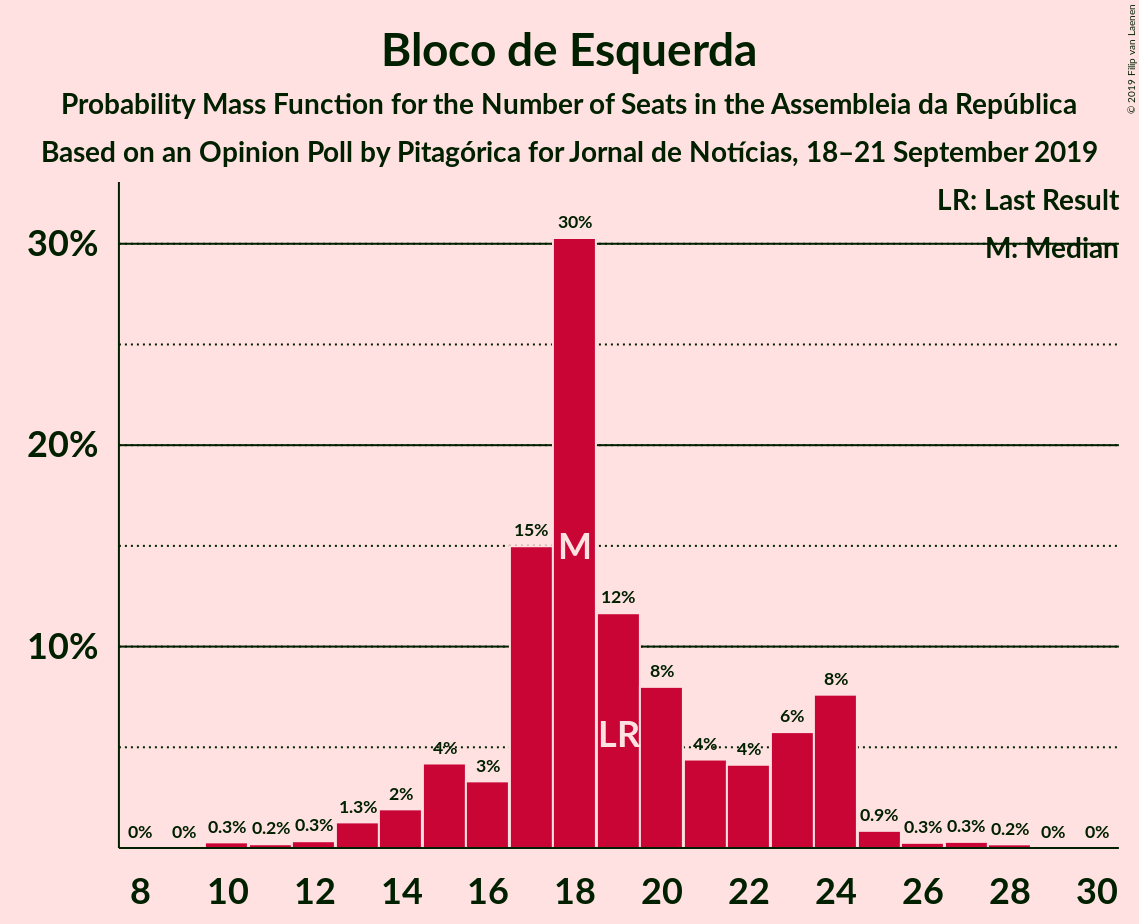 Bloco de Esquerda
Probability Mass Function for the Number of Seats in the Assembleia da República
Based on an Opinion Poll by Pitagórica for Jornal de Notícias, 18–21 September 2019
© 2019 Filip van Laenen
LR: Last Result
M: Median
30%
20%
10%
0% 0% 0.3% 0.2% 0.3% 1.3% 2% 4% 3% 15% 30% 12% 8% 4% 4% 6% 8% 0.9% 0.3% 0.3% 0.2% 0% 0%
M
LR
8 10 12 14 16 18 20 22 24 26 28 30